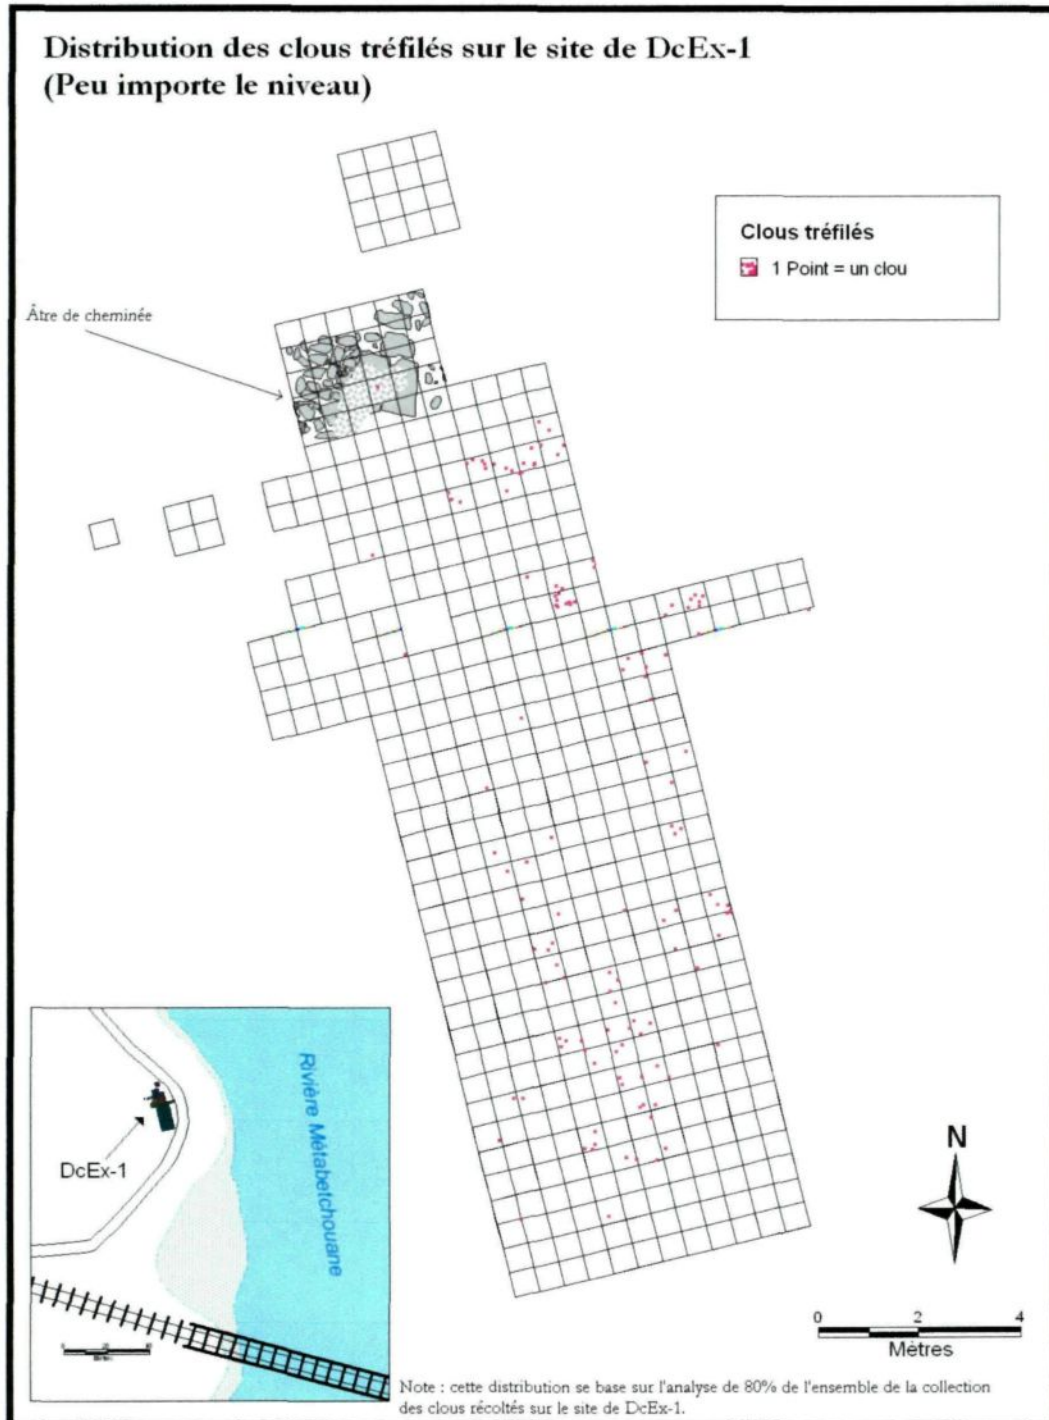 Distribution des clous tréfilés sur le site de DcEx-1
(Peu importe le niveau)
Clous tréfilés
1 Point = un clou
Âtre de cheminée
Rivière Métabetchouane
DcEx-1
N
0 2 4
Mètres
Note : cette distribution se base sur l'analyse de 80% de l'ensemble de la collection
des clous récoltés sur le site de DcEx-1.